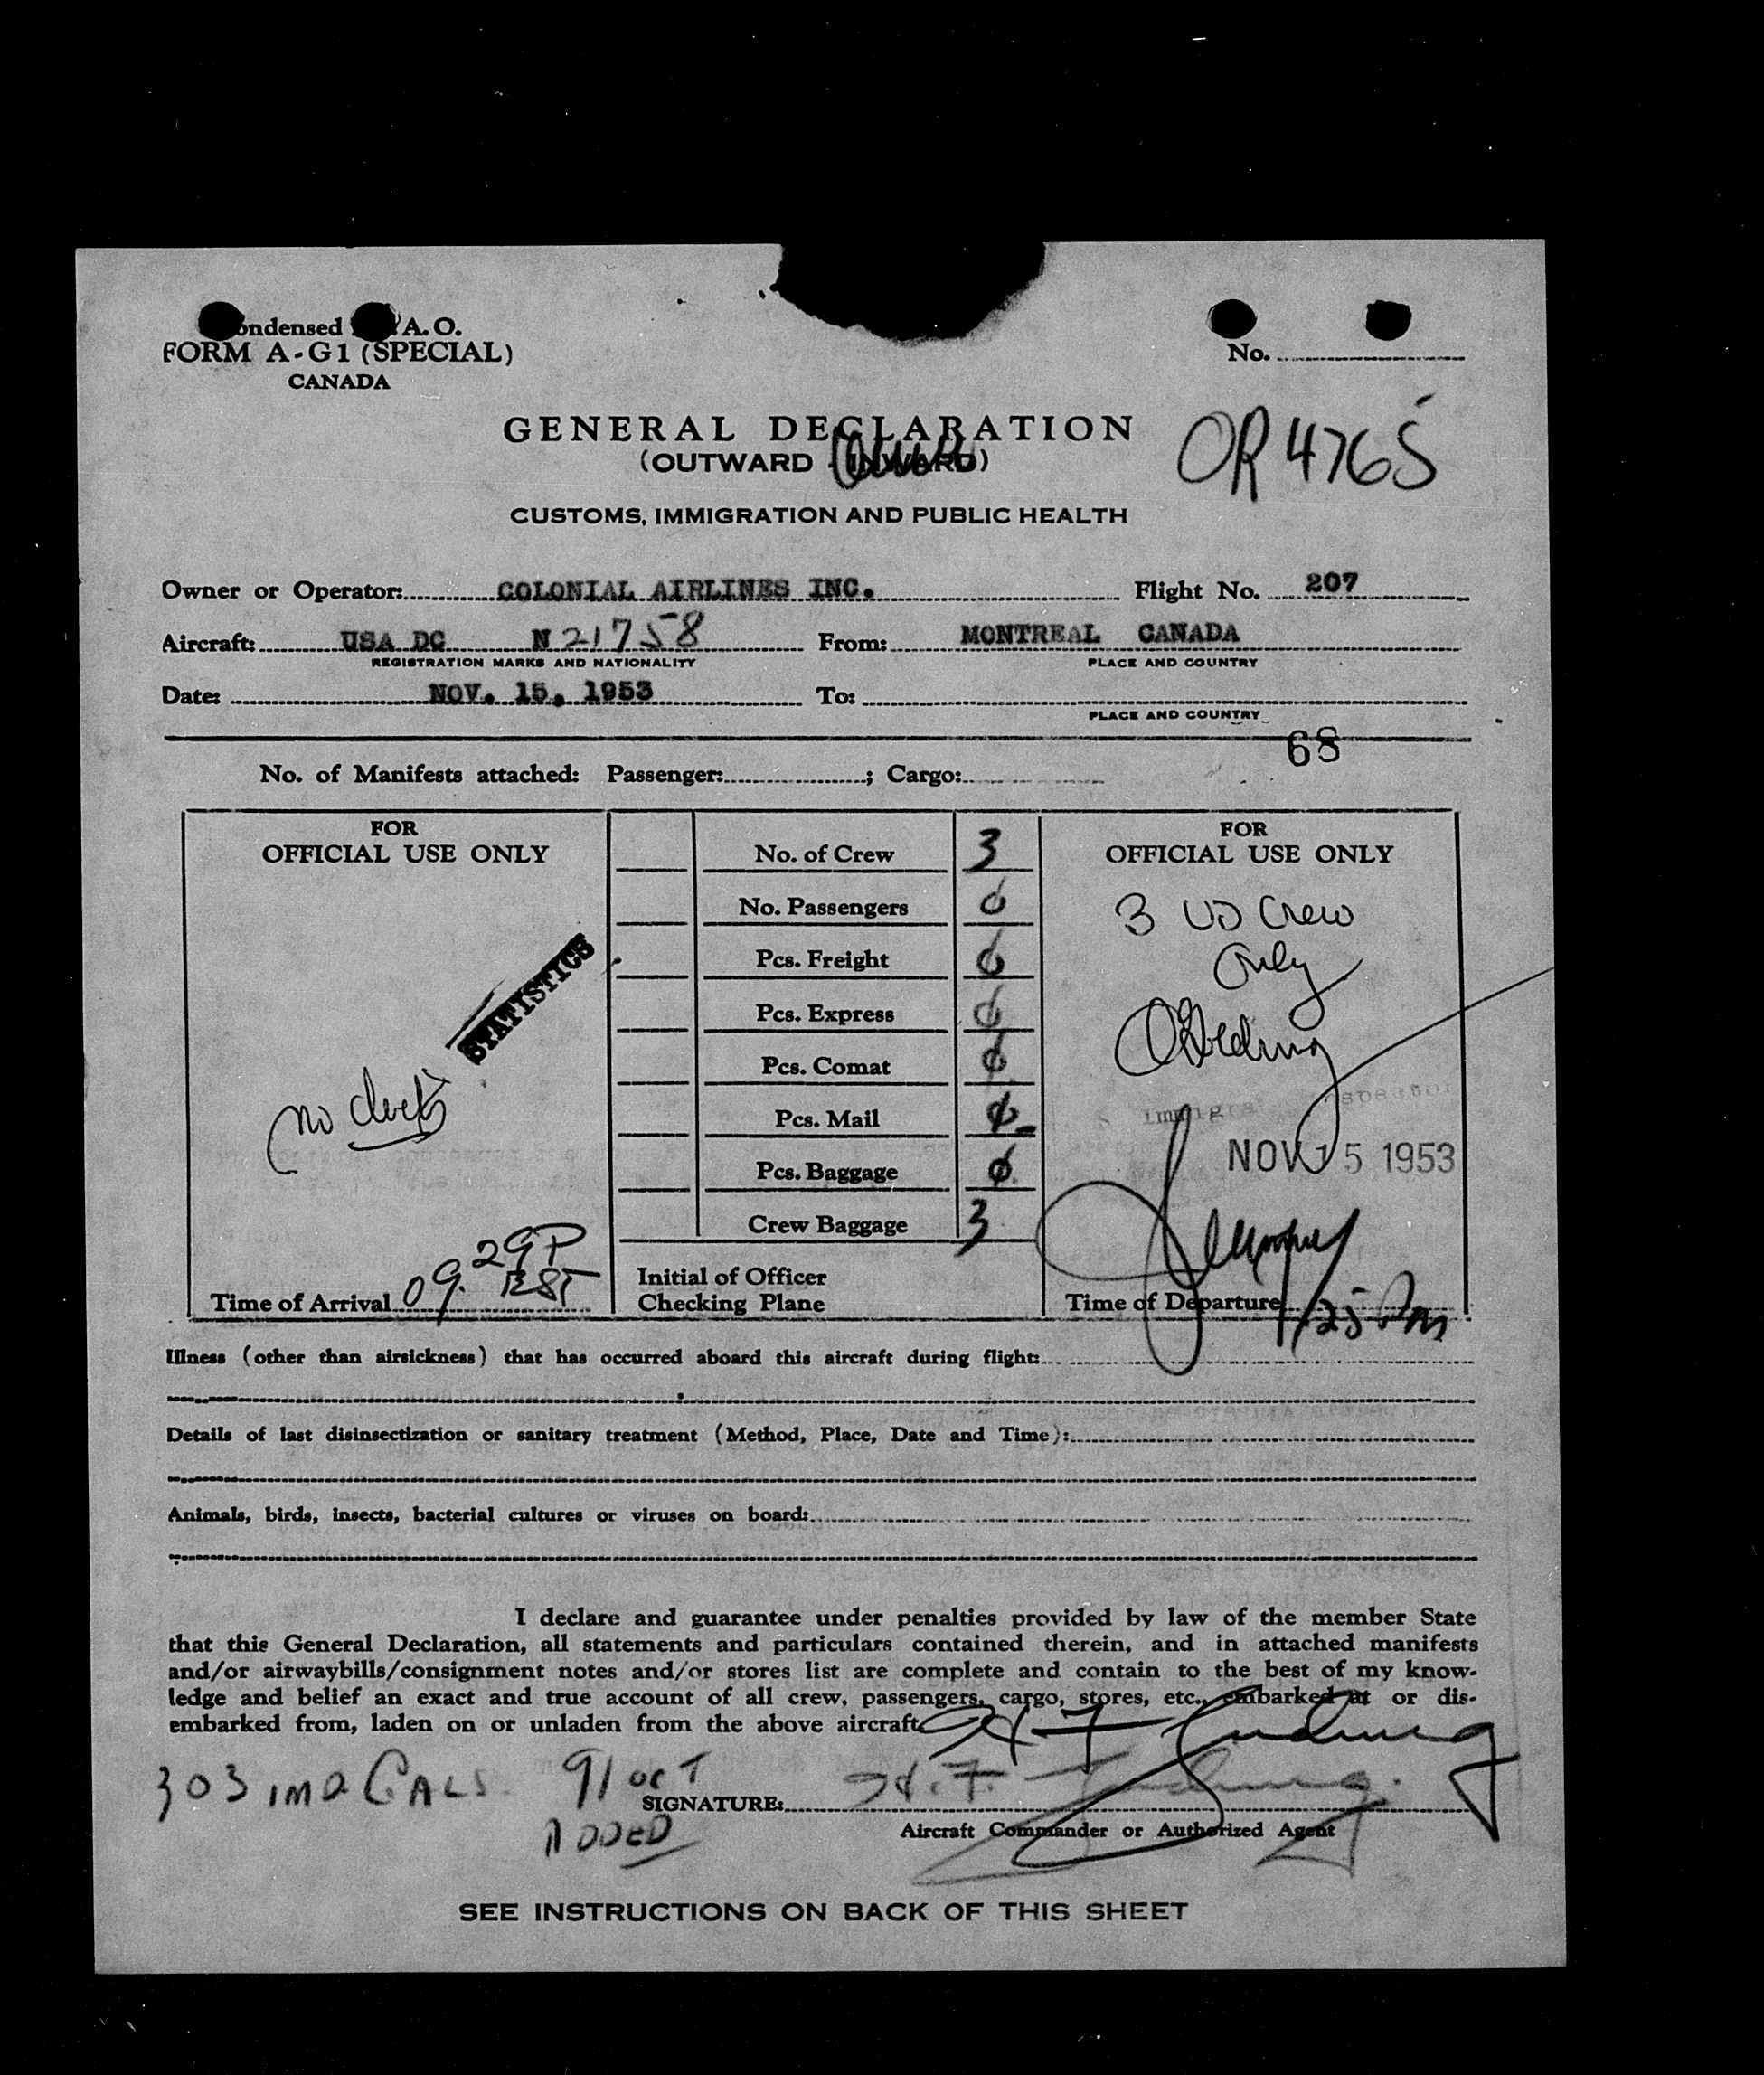 ondensed A.O.
FORM A-G1 (SPECIAL)
CANADA
No.
GENERAL DECLARATION
(OUTWARD - INWARD)
OR 4765
CUSTOMS, IMMIGRATION AND PUBLIC HEALTH
Owner or Operator: COLONIAL AIRLINES INC. Flight No. 207
Aircraft: USA DC N 21758 From: MONTREAL CANADA
REGISTRATION MARKS AND NATIONALITY PLACE AND COUNTRY
Date: NOV. 15, 1953 To:
PLACE AND COUNTRY
68
No. of Manifests attached: Passenger: ; Cargo:
FOR
OFFICIAL USE ONLY
STATISTICS
no
Time of Arrival 09.29P
EST
No. of Crew 3
No. Passengers 0
Pcs. Freight 0
Pcs. Express 0
Pcs. Comat 0
Pcs. Mail 0
Pcs. Baggage 0
Crew Baggage 3
Initial of Officer
Checking Plane
FOR
OFFICIAL USE ONLY
3 US Crew
Only
NOV 15 1953
Time of Departure 1/25 Pm
Illness (other than airsickness) that has occurred aboard this aircraft during flight:
Details of last disinsectization or sanitary treatment (Method, Place, Date and Time):
Animals, birds, insects, bacterial cultures or viruses on board:
I declare and guarantee under penalties provided by law of the member State
that this General Declaration, all statements and particulars contained therein, and in attached manifests
and/or airwaybills/consignment notes and/or stores list are complete and contain to the best of my know-
ledge and belief an exact and true account of all crew, passengers, cargo, stores, etc., embarked at or dis-
embarked from, laden on or unladen from the above aircraft
303 IMP GALS 91 OCT
ADDED
SIGNATURE:
Aircraft Commander or Authorized Agent
SEE INSTRUCTIONS ON BACK OF THIS SHEET